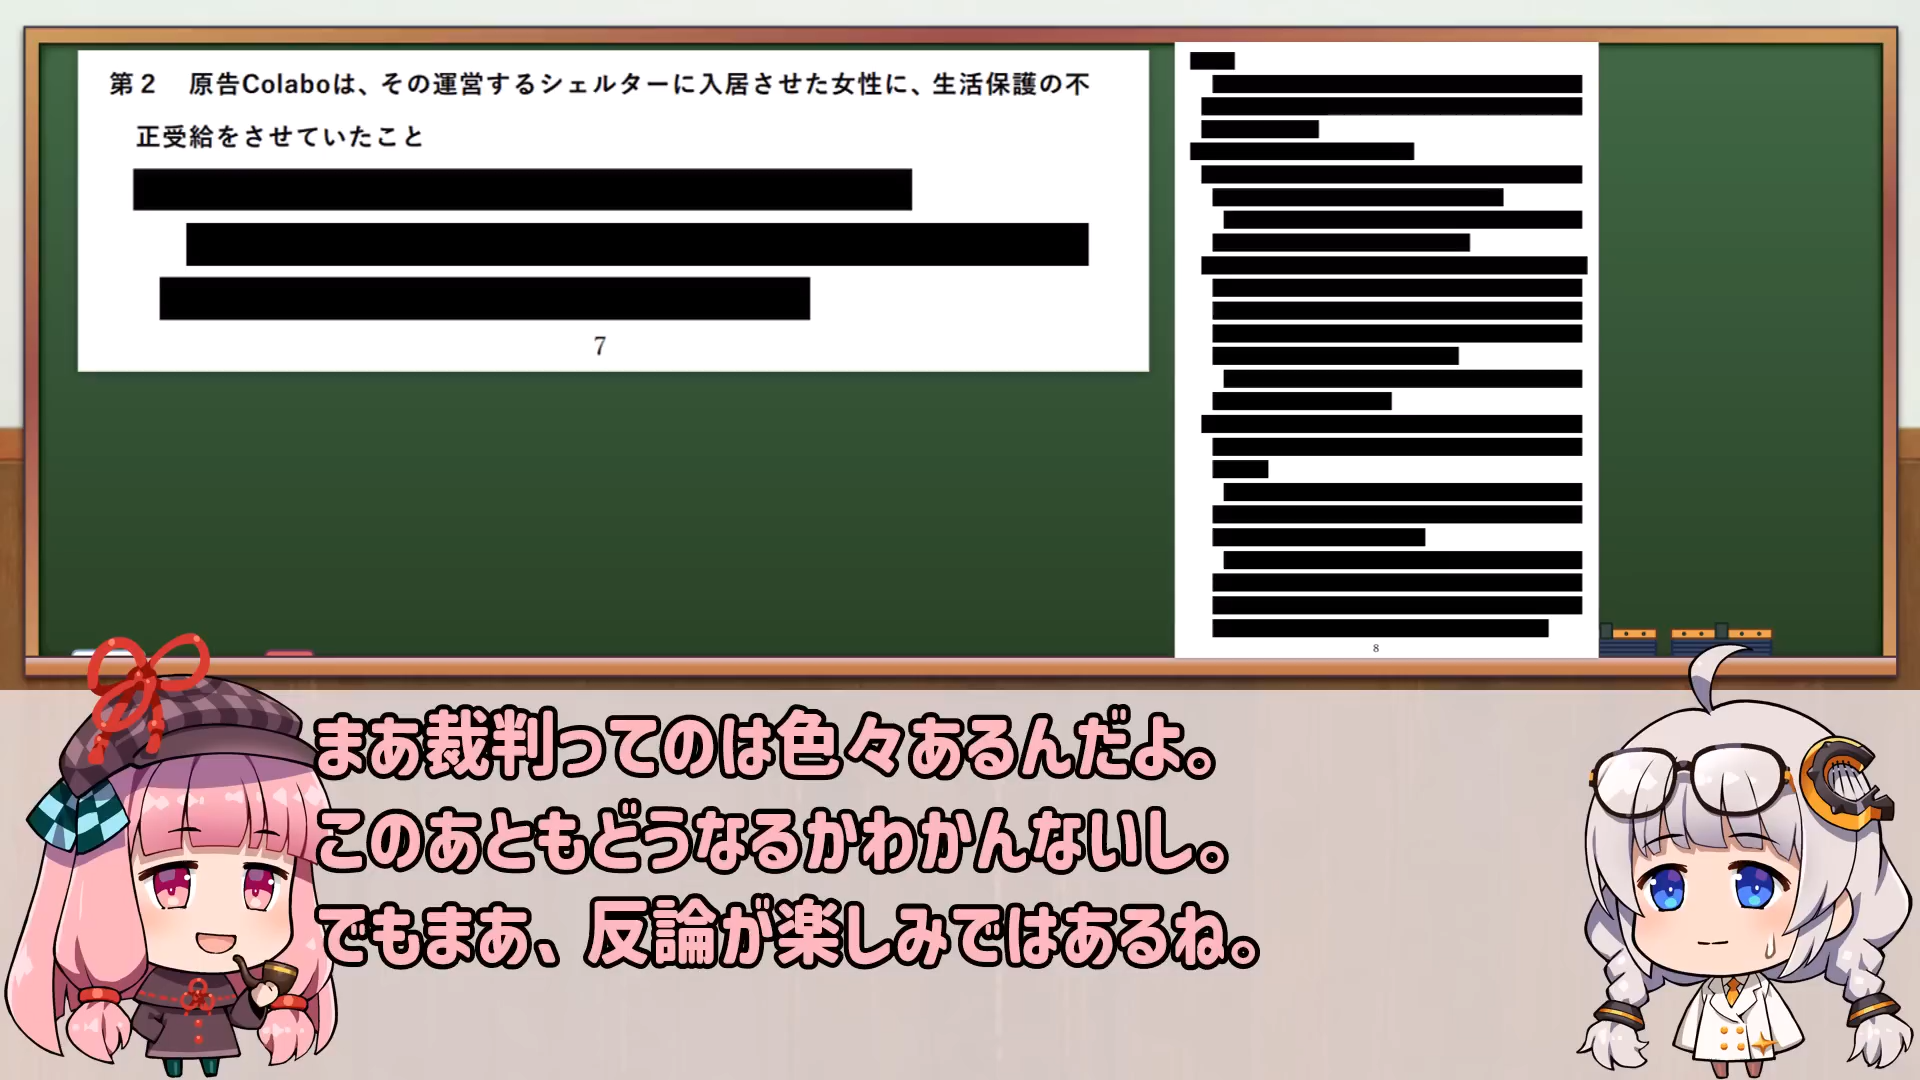 第２　原告Colaboは、その運営するシェルターに入居させた女性に、生活保護の不
正受給をさせていたこと
7
8
まあ裁判ってのは色々あるんだよ。
このあともどうなるかわかんないし。
でもまあ、反論が楽しみではあるね。